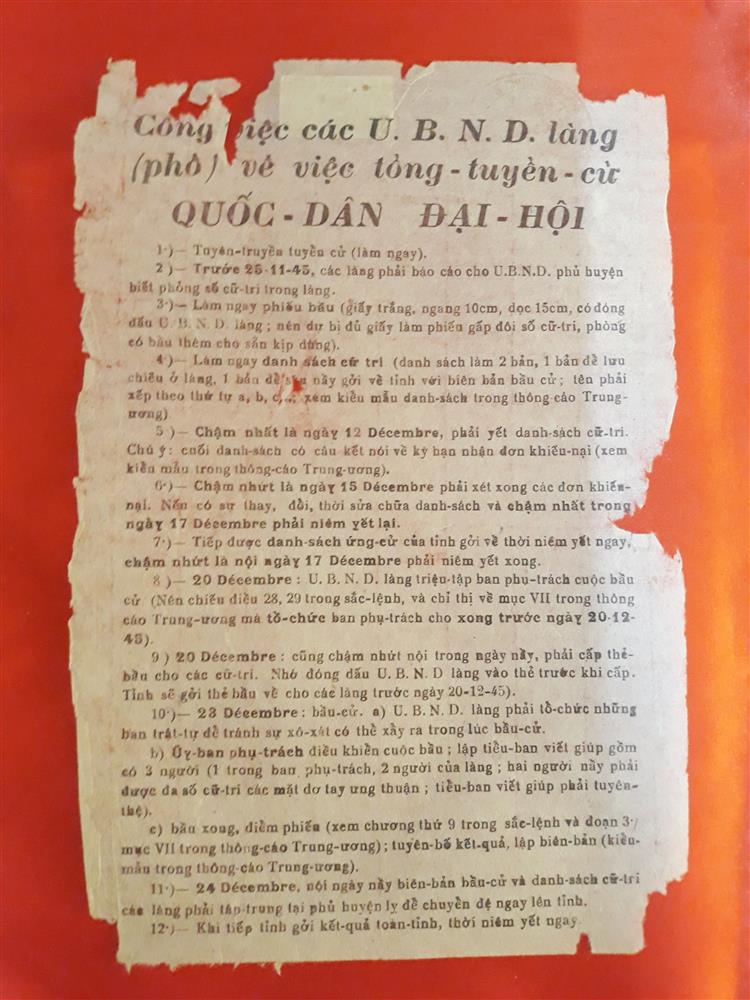 Công việc các U. B. N. D. làng
(phố) về việc tổng-tuyển-cử
QUỐC-DÂN ĐẠI-HỘI
1·)— Tuyên-truyền tuyển cử (làm ngay).
2)— Trước 25-11-45, các làng phải báo cáo cho U.B.N.D. phủ huyện
biết phỏng số cữ-tri trong làng.
3·)— Làm ngay phiếu bầu (giấy trắng, ngang 10cm, dọc 15cm, có đóng
dấu U. B. N. D. làng ; nên dự bị đủ giấy làm phiếu gấp đôi số cữ-tri, phòng
có bầu thêm cho sẵn kịp dùng).
4·)— Làm ngay danh sách cử tri (danh sách làm 2 bản, 1 bản để lưu
chiểu ở làng, 1 bản để sau nầy gởi về tỉnh với biên bản bầu cử ; tên phải
xếp theo thứ tự a, b, c,..; xem kiểu mẫu danh-sách trong thông-cáo Trung-
ương)
5)— Chậm nhất là ngày 12 Décembre, phải yết danh-sách cữ-tri.
Chú ý: cuối danh-sách có câu kết nói về kỳ hạn nhận đơn khiếu-nại (xem
kiểu mẫu trong thông-cáo Trung-ương).
6·)— Chậm nhứt là ngày 15 Décembre phải xét xong các đơn khiếu-
nại. Nếu có sự thay, đổi, thời sửa chữa danh-sách và chậm nhất trong
ngày 17 Décembre phải niêm yết lại.
7·)— Tiếp được danh-sách ứng-cử của tỉnh gởi về thời niêm yết ngay,
chậm nhứt là nội ngày 17 Décembre phải niêm yết xong.
8)— 20 Décembre : U. B. N. D. làng triệu-tập ban phụ-trách cuộc bầu
cử (Nên chiếu điều 28, 29 trong sắc-lệnh, và chỉ thị về mục VII trong thông
cáo Trung-ương mà tổ-chức ban phụ-trách cho xong trước ngày 20-12-
45).
9) 20 Décembre : cũng chậm nhứt nội trong ngày nầy, phải cấp thẻ-
bầu cho các cử-tri. Nhớ đóng dấu U. B. N. D làng vào thẻ trước khi cấp.
Tỉnh sẽ gởi thẻ bầu về cho các làng trước ngày 20-12-45).
10·)— 23 Décembre : bầu-cử. a) U. B. N. D. làng phải tổ-chức những
ban trật-tự để tránh sự xô-xát có thể xẩy ra trong lúc bầu-cử.
b) Ủy-ban phụ-trách điều khiển cuộc bầu ; lập tiểu-ban viết giúp gồm
có 3 người (1 trong ban phụ-trách, 2 người của làng ; hai người nầy phải
được đa số cữ-tri các mặt dơ tay ưng thuận ; tiểu-ban viết giúp phải tuyên-
thệ).
c) bầu xong, điểm phiếu (xem chương thứ 9 trong sắc-lệnh và đoạn 3·/
mục VII trong thông-cáo Trung-ương) ; tuyên-bố kết-quả, lập biên-bản (kiểu-
mẫu trong thông-cáo Trung-ương).
11·)— 24 Décembre, nội ngày nầy biên-bản bầu-cử và danh-sách cữ-tri
các làng phải tập-trung tại phủ huyện lỵ để chuyển đệ ngay lên tỉnh.
12·)— Khi tiếp tỉnh gởi kết-quả toàn-tỉnh, thời niêm yết ngay